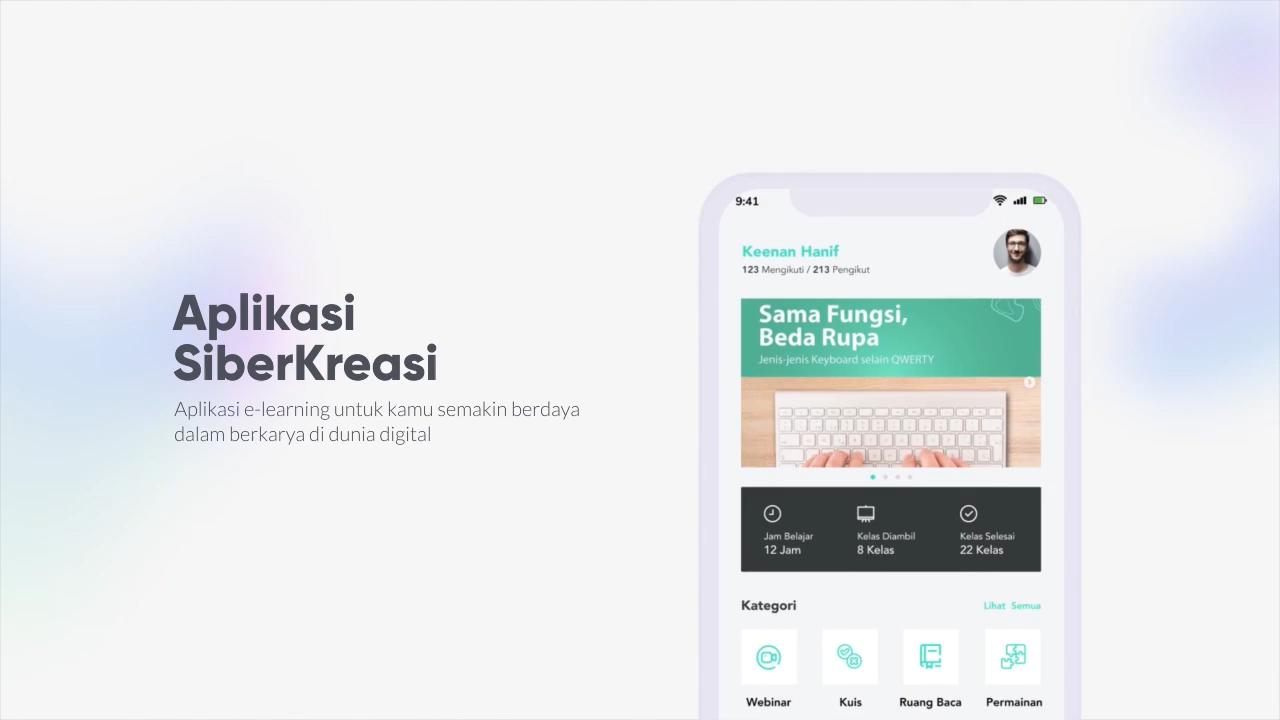 Aplikasi
SiberKreasi
Aplikasi e-learning untuk kamu semakin berdaya
dalam berkarya di dunia digital
9:41
Keenan Hanif
123 Mengikuti / 213 Pengikut
Sama Fungsi,
Beda Rupa
Jenis-jenis Keyboard selain QWERTY
Jam Belajar
12 Jam
Kelas Diambil
8 Kelas
Kelas Selesai
22 Kelas
Kategori
Lihat Semua
Webinar
Kuis
Ruang Baca
Permainan